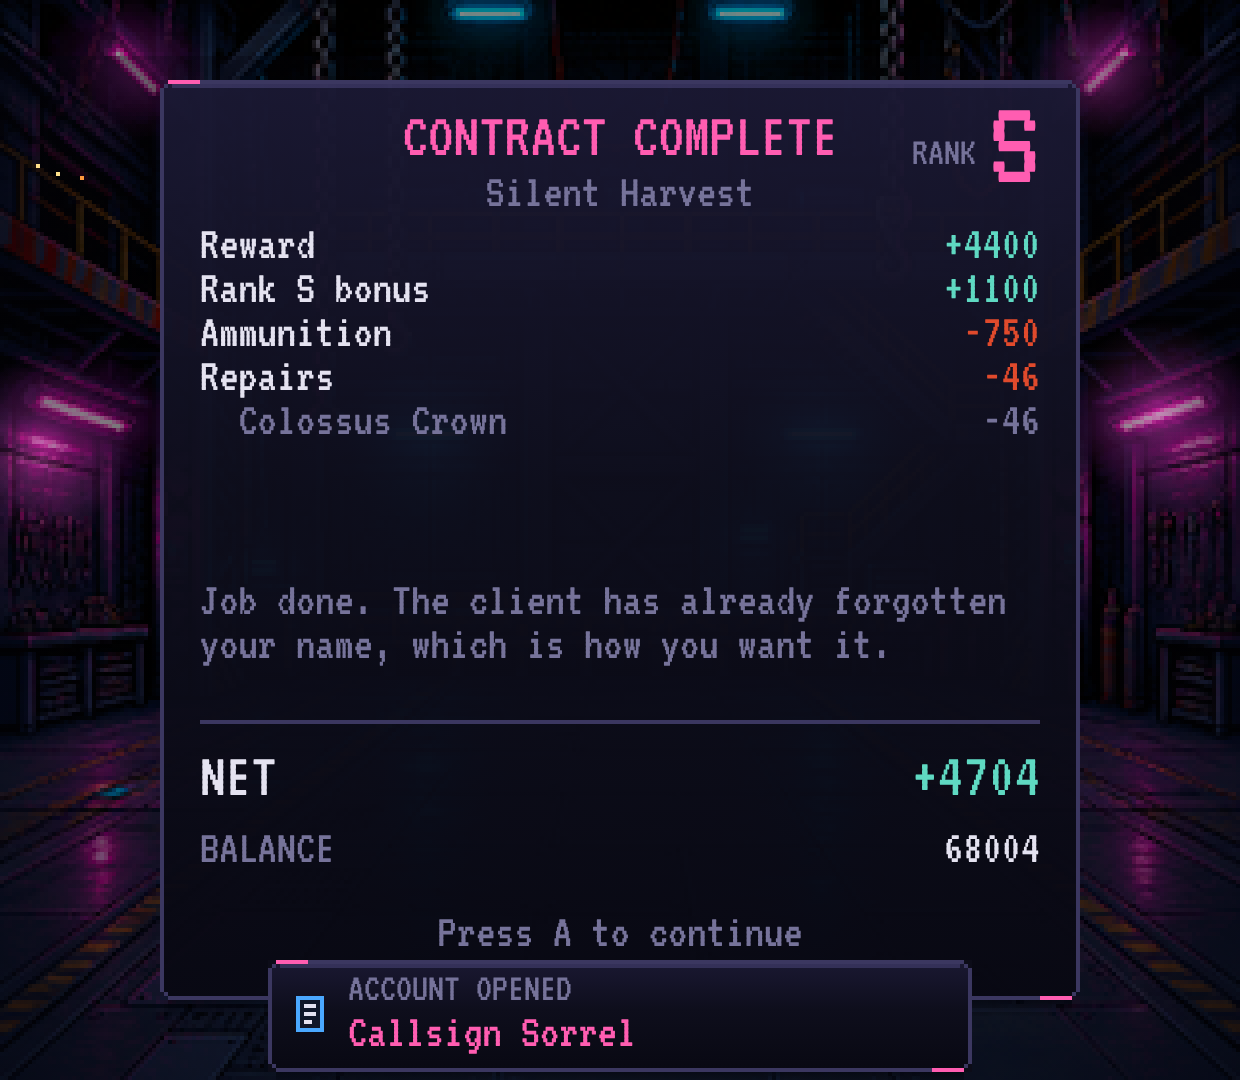 CONTRACT COMPLETE
RANK S
Silent Harvest
Reward +4400
Rank S bonus +1100
Ammunition -750
Repairs -46
Colossus Crown -46
Job done. The client has already forgotten
your name, which is how you want it.
NET +4704
BALANCE 68004
Press A to continue
ACCOUNT OPENED
Callsign Sorrel